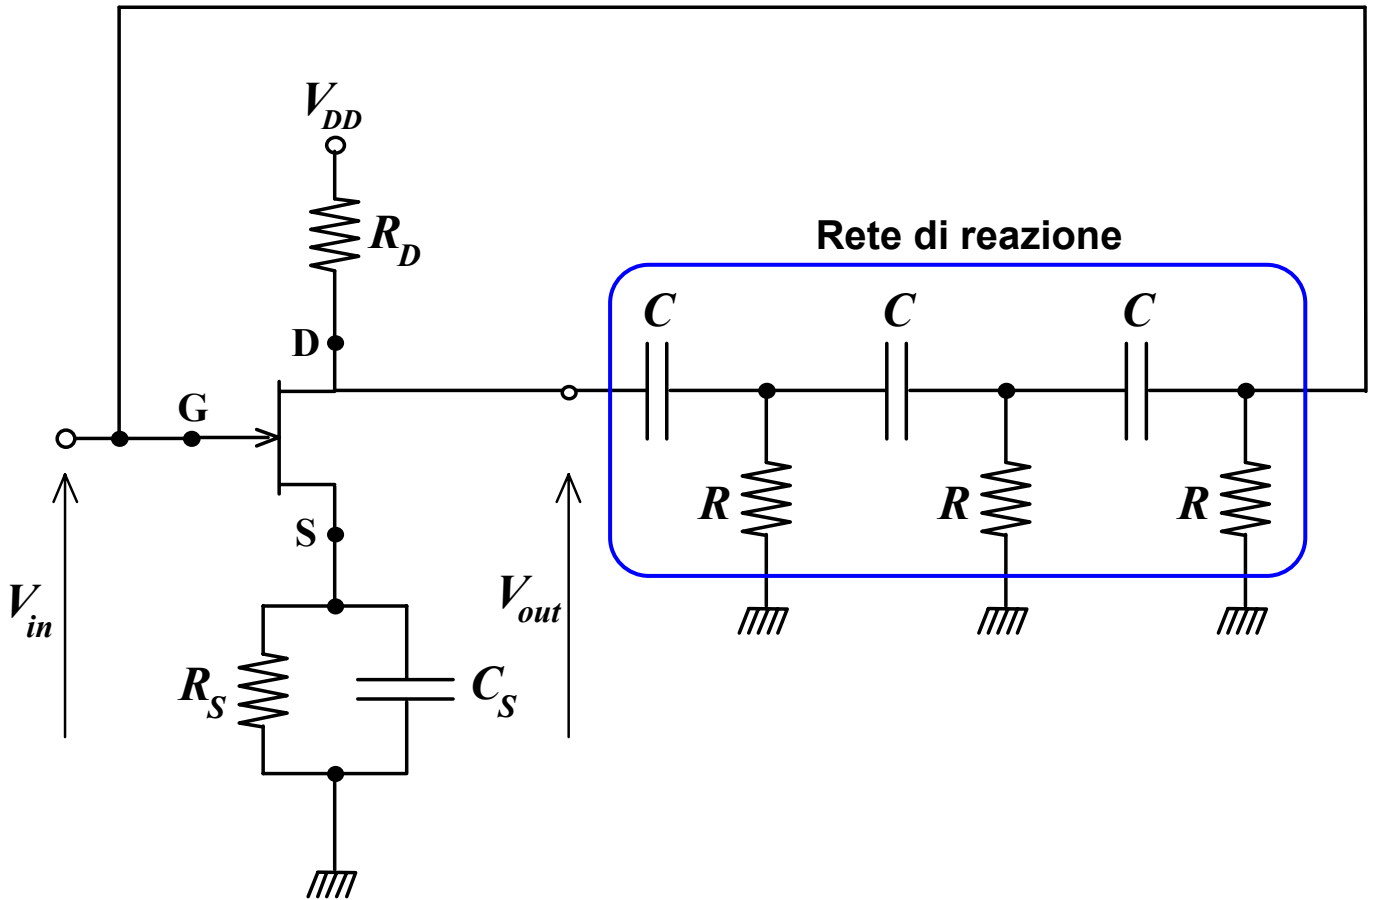 V_DD
R_D
Rete di reazione
C C C
D
G
R R R
S
V_in
V_out
R_S
C_S